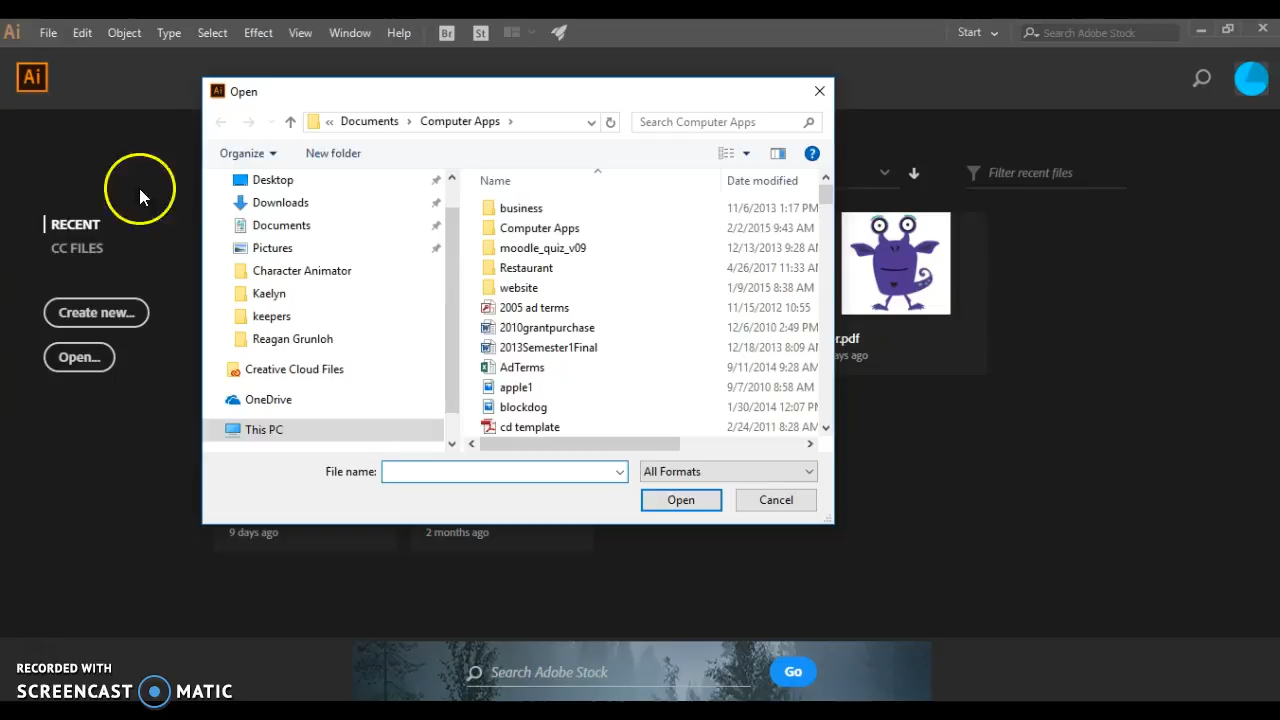 Ai File Edit Object Type Select Effect View Window Help Br St Start Search Adobe Stock
Ai
Open
« Documents > Computer Apps > Search Computer Apps
Organize New folder ?
Filter recent files
Name Date modified
Desktop
Downloads
Documents
Pictures
Character Animator
Kaelyn
keepers
Reagan Grunloh
Creative Cloud Files
OneDrive
This PC
business 11/6/2013 1:17 PM
Computer Apps 2/2/2015 9:43 AM
moodle_quiz_v09 12/13/2013 9:28 AM
Restaurant 4/26/2017 11:33 AM
website 1/9/2015 8:38 AM
2005 ad terms 11/15/2012 10:55
2010grantpurchase 12/6/2010 2:49 PM
2013Semester1Final 12/18/2013 8:09 AM
AdTerms 9/11/2014 9:28 AM
apple1 9/7/2010 8:58 AM
blockdog 1/30/2014 12:07 PM
cd template 2/24/2011 8:28 AM
RECENT
CC FILES
Create new...
Open...
r.pdf
ays ago
File name: All Formats
Open Cancel
9 days ago 2 months ago
Search Adobe Stock Go
RECORDED WITH
SCREENCAST MATIC